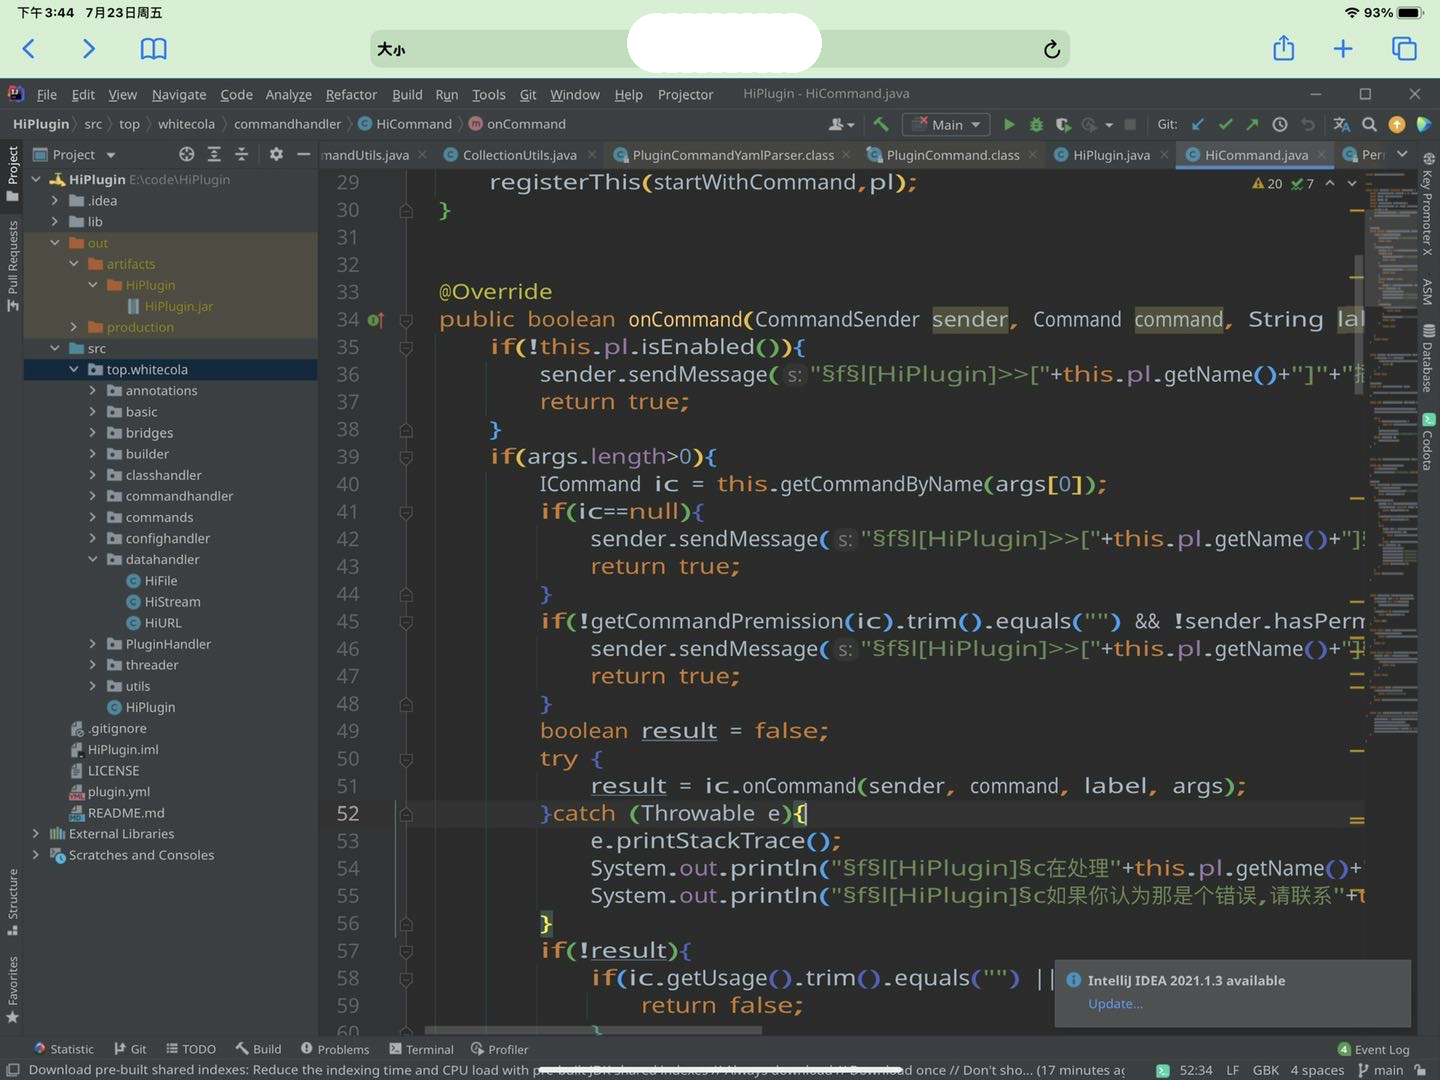 下午3:44 7月23日周五
93%
大小
File Edit View Navigate Code Analyze Refactor Build Run Tools Git Window Help Projector HiPlugin - HiCommand.java
HiPlugin src top whitecola commandhandler HiCommand onCommand
Main Git:
Project
mandUtils.java CollectionUtils.java PluginCommandYamlParser.class PluginCommand.class HiPlugin.java HiCommand.java Per
Project
Pull Requests
Structure
Favorites
HiPlugin E:\code\HiPlugin
.idea
lib
out
artifacts
HiPlugin
HiPlugin.jar
production
src
top.whitecola
annotations
basic
bridges
builder
classhandler
commandhandler
commands
confighandler
datahandler
HiFile
HiStream
HiURL
PluginHandler
threader
utils
HiPlugin
.gitignore
HiPlugin.iml
LICENSE
plugin.yml
README.md
External Libraries
Scratches and Consoles
20 7
29 registerThis(startWithCommand,pl);
30 }
31
32
33 @Override
34 public boolean onCommand(CommandSender sender, Command command, String lal
35 if(!this.pl.isEnabled()){
36 sender.sendMessage( s: "§f§l[HiPlugin]>>["+this.pl.getName()+"]"+"
37 return true;
38 }
39 if(args.length>0){
40 ICommand ic = this.getCommandByName(args[0]);
41 if(ic==null){
42 sender.sendMessage( s: "§f§l[HiPlugin]>>["+this.pl.getName()+"]
43 return true;
44 }
45 if(!getCommandPremission(ic).trim().equals("") && !sender.hasPerm
46 sender.sendMessage( s: "§f§l[HiPlugin]>>["+this.pl.getName()+"]
47 return true;
48 }
49 boolean result = false;
50 try {
51 result = ic.onCommand(sender, command, label, args);
52 }catch (Throwable e){
53 e.printStackTrace();
54 System.out.println("§f§l[HiPlugin]§c在处理"+this.pl.getName()+
55 System.out.println("§f§l[HiPlugin]§c如果你认为那是个错误,请联系"+t
56 }
57 if(!result){
58 if(ic.getUsage().trim().equals("") ||
59 return false;
60 }
Key Promoter X
ASM
Database
Codota
IntelliJ IDEA 2021.1.3 available
Update...
Statistic Git TODO Build Problems Terminal Profiler 4 Event Log
Download pre-built shared indexes: Reduce the indexing time and CPU load with pre-built JDK shared indexes // Always download // Download once // Don't sho... (17 minutes ag 52:34 LF GBK 4 spaces main